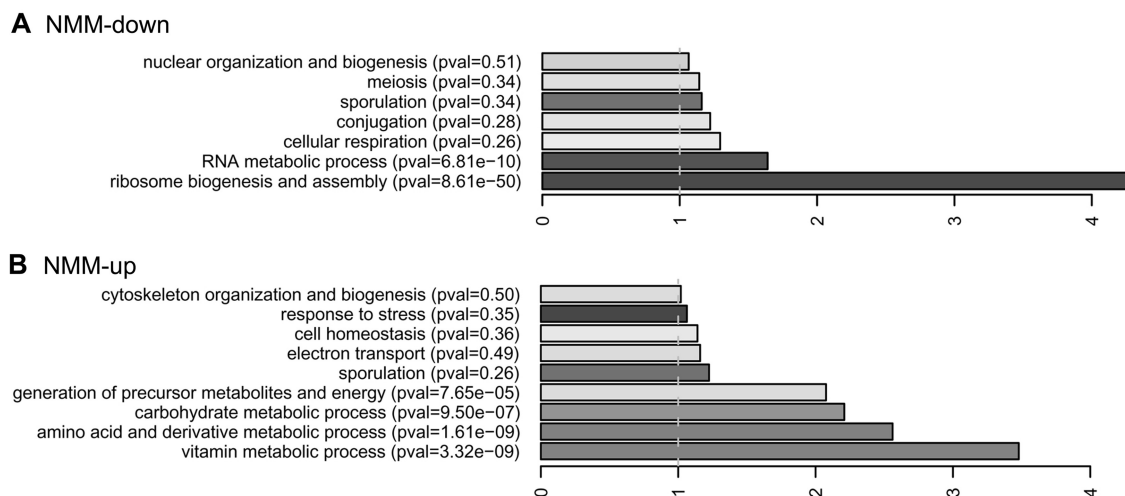 A NMM-down
nuclear organization and biogenesis (pval=0.51)
meiosis (pval=0.34)
sporulation (pval=0.34)
conjugation (pval=0.28)
cellular respiration (pval=0.26)
RNA metabolic process (pval=6.81e−10)
ribosome biogenesis and assembly (pval=8.61e−50)
0 1 2 3 4
B NMM-up
cytoskeleton organization and biogenesis (pval=0.50)
response to stress (pval=0.35)
cell homeostasis (pval=0.36)
electron transport (pval=0.49)
sporulation (pval=0.26)
generation of precursor metabolites and energy (pval=7.65e−05)
carbohydrate metabolic process (pval=9.50e−07)
amino acid and derivative metabolic process (pval=1.61e−09)
vitamin metabolic process (pval=3.32e−09)
0 1 2 3 4